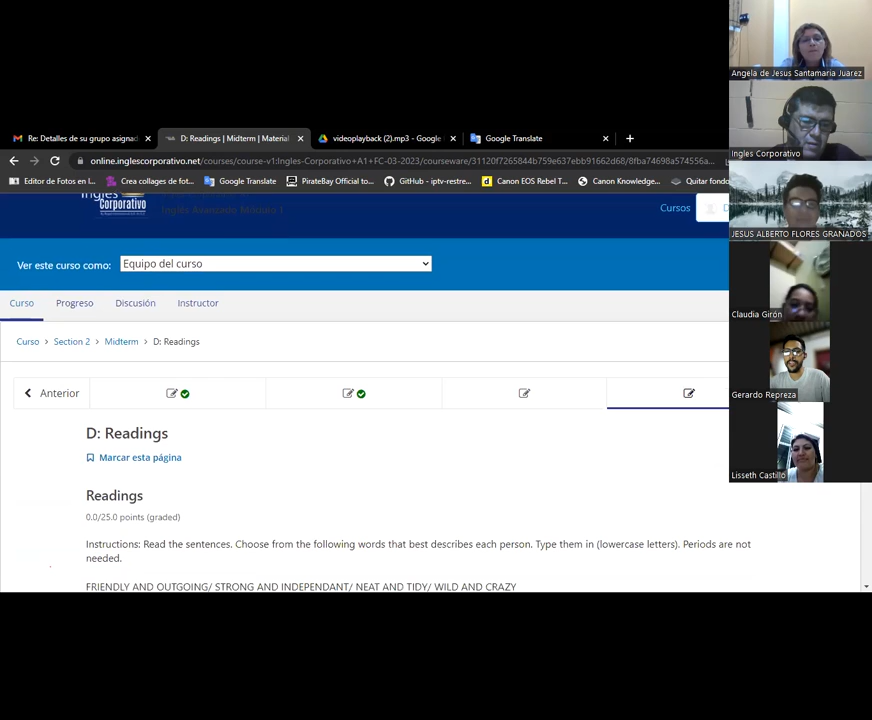 Re: Detalles de su grupo asignad
D: Readings | Midterm | Material
videoplayback (2).mp3 - Google
Google Translate
online.inglescorporativo.net/courses/course-v1:Ingles-Corporativo+A1+FC-03-2023/courseware/31120f7265844b759e637ebb91662d68/8fba74698a574556a...
Editor de Fotos en l...
Crea collages de fot...
Google Translate
PirateBay Official to...
GitHub - iptv-restre...
Canon EOS Rebel T...
Canon Knowledge...
Quitar fondo
Corporativo
Inglés Avanzado Módulo 1
Cursos
Ver este curso como:
Equipo del curso
Curso
Progreso
Discusión
Instructor
Curso > Section 2 > Midterm > D: Readings
Anterior
D: Readings
Marcar esta página
Readings
0.0/25.0 points (graded)
Instructions: Read the sentences. Choose from the following words that best describes each person. Type them in (lowercase letters). Periods are not
needed.
FRIENDLY AND OUTGOING/ STRONG AND INDEPENDANT/ NEAT AND TIDY/ WILD AND CRAZY
Angela de Jesus Santamaria Juarez
Ingles Corporativo
JESUS ALBERTO FLORES GRANADOS
Claudia Girón
Gerardo Repreza
Lisseth Castillo